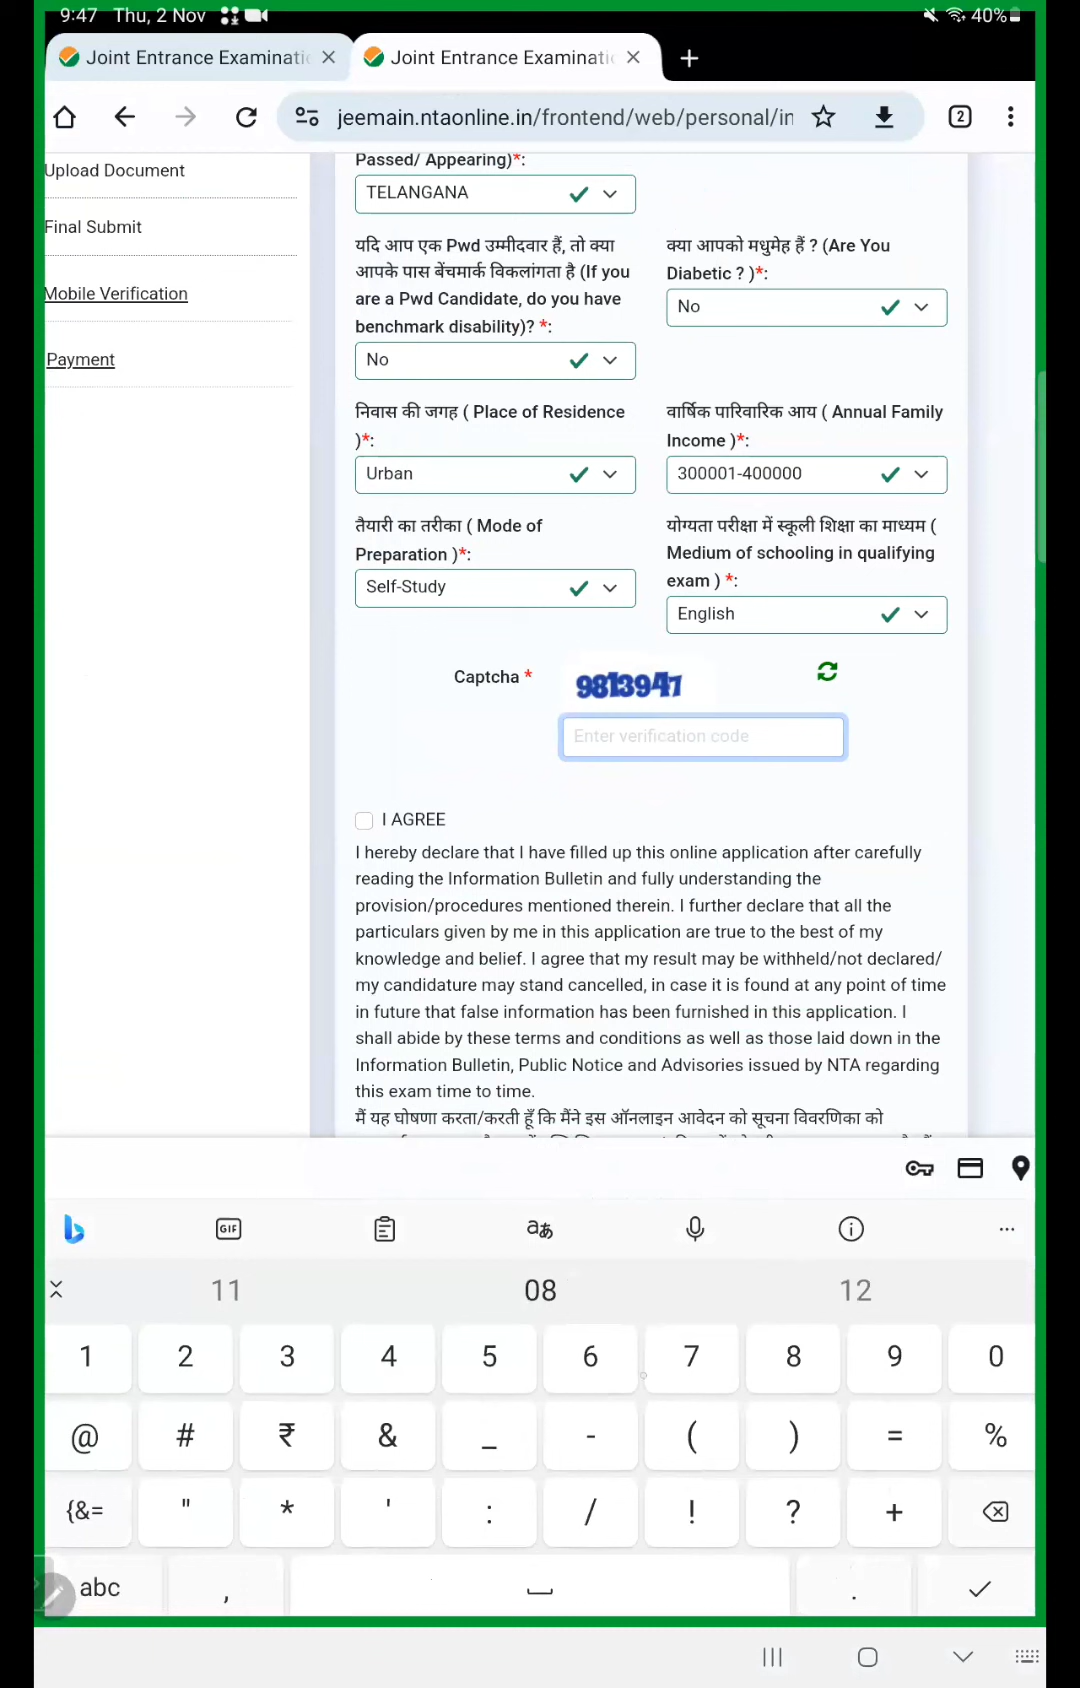 9:47 Thu, 2 Nov 40%
Joint Entrance Examinatio
Joint Entrance Examinatio
jeemain.ntaonline.in/frontend/web/personal/in 2
Passed/ Appearing)*:
Upload Document
TELANGANA
Final Submit
यदि आप एक Pwd उम्मीदवार हैं, तो क्या
आपके पास बेंचमार्क विकलांगता है (If you
are a Pwd Candidate, do you have
benchmark disability)? *:
क्या आपको मधुमेह हैं ? (Are You
Diabetic ? )*:
Mobile Verification
No
Payment
No
निवास की जगह ( Place of Residence
)*:
वार्षिक पारिवारिक आय ( Annual Family
Income )*:
Urban
300001-400000
तैयारी का तरीका ( Mode of
Preparation )*:
योग्यता परीक्षा में स्कूली शिक्षा का माध्यम (
Medium of schooling in qualifying
exam ) *:
Self-Study
English
Captcha *
9813947
Enter verification code
I AGREE
I hereby declare that I have filled up this online application after carefully
reading the Information Bulletin and fully understanding the
provision/procedures mentioned therein. I further declare that all the
particulars given by me in this application are true to the best of my
knowledge and belief. I agree that my result may be withheld/not declared/
my candidature may stand cancelled, in case it is found at any point of time
in future that false information has been furnished in this application. I
shall abide by these terms and conditions as well as those laid down in the
Information Bulletin, Public Notice and Advisories issued by NTA regarding
this exam time to time.
मैं यह घोषणा करता/करती हूँ कि मैंने इस ऑनलाइन आवेदन को सूचना विवरणिका को
GIF aあ
11 08 12
1 2 3 4 5 6 7 8 9 0
@ # ₹ & _ - ( ) = %
{&= " * ' : / ! ? +
abc , .